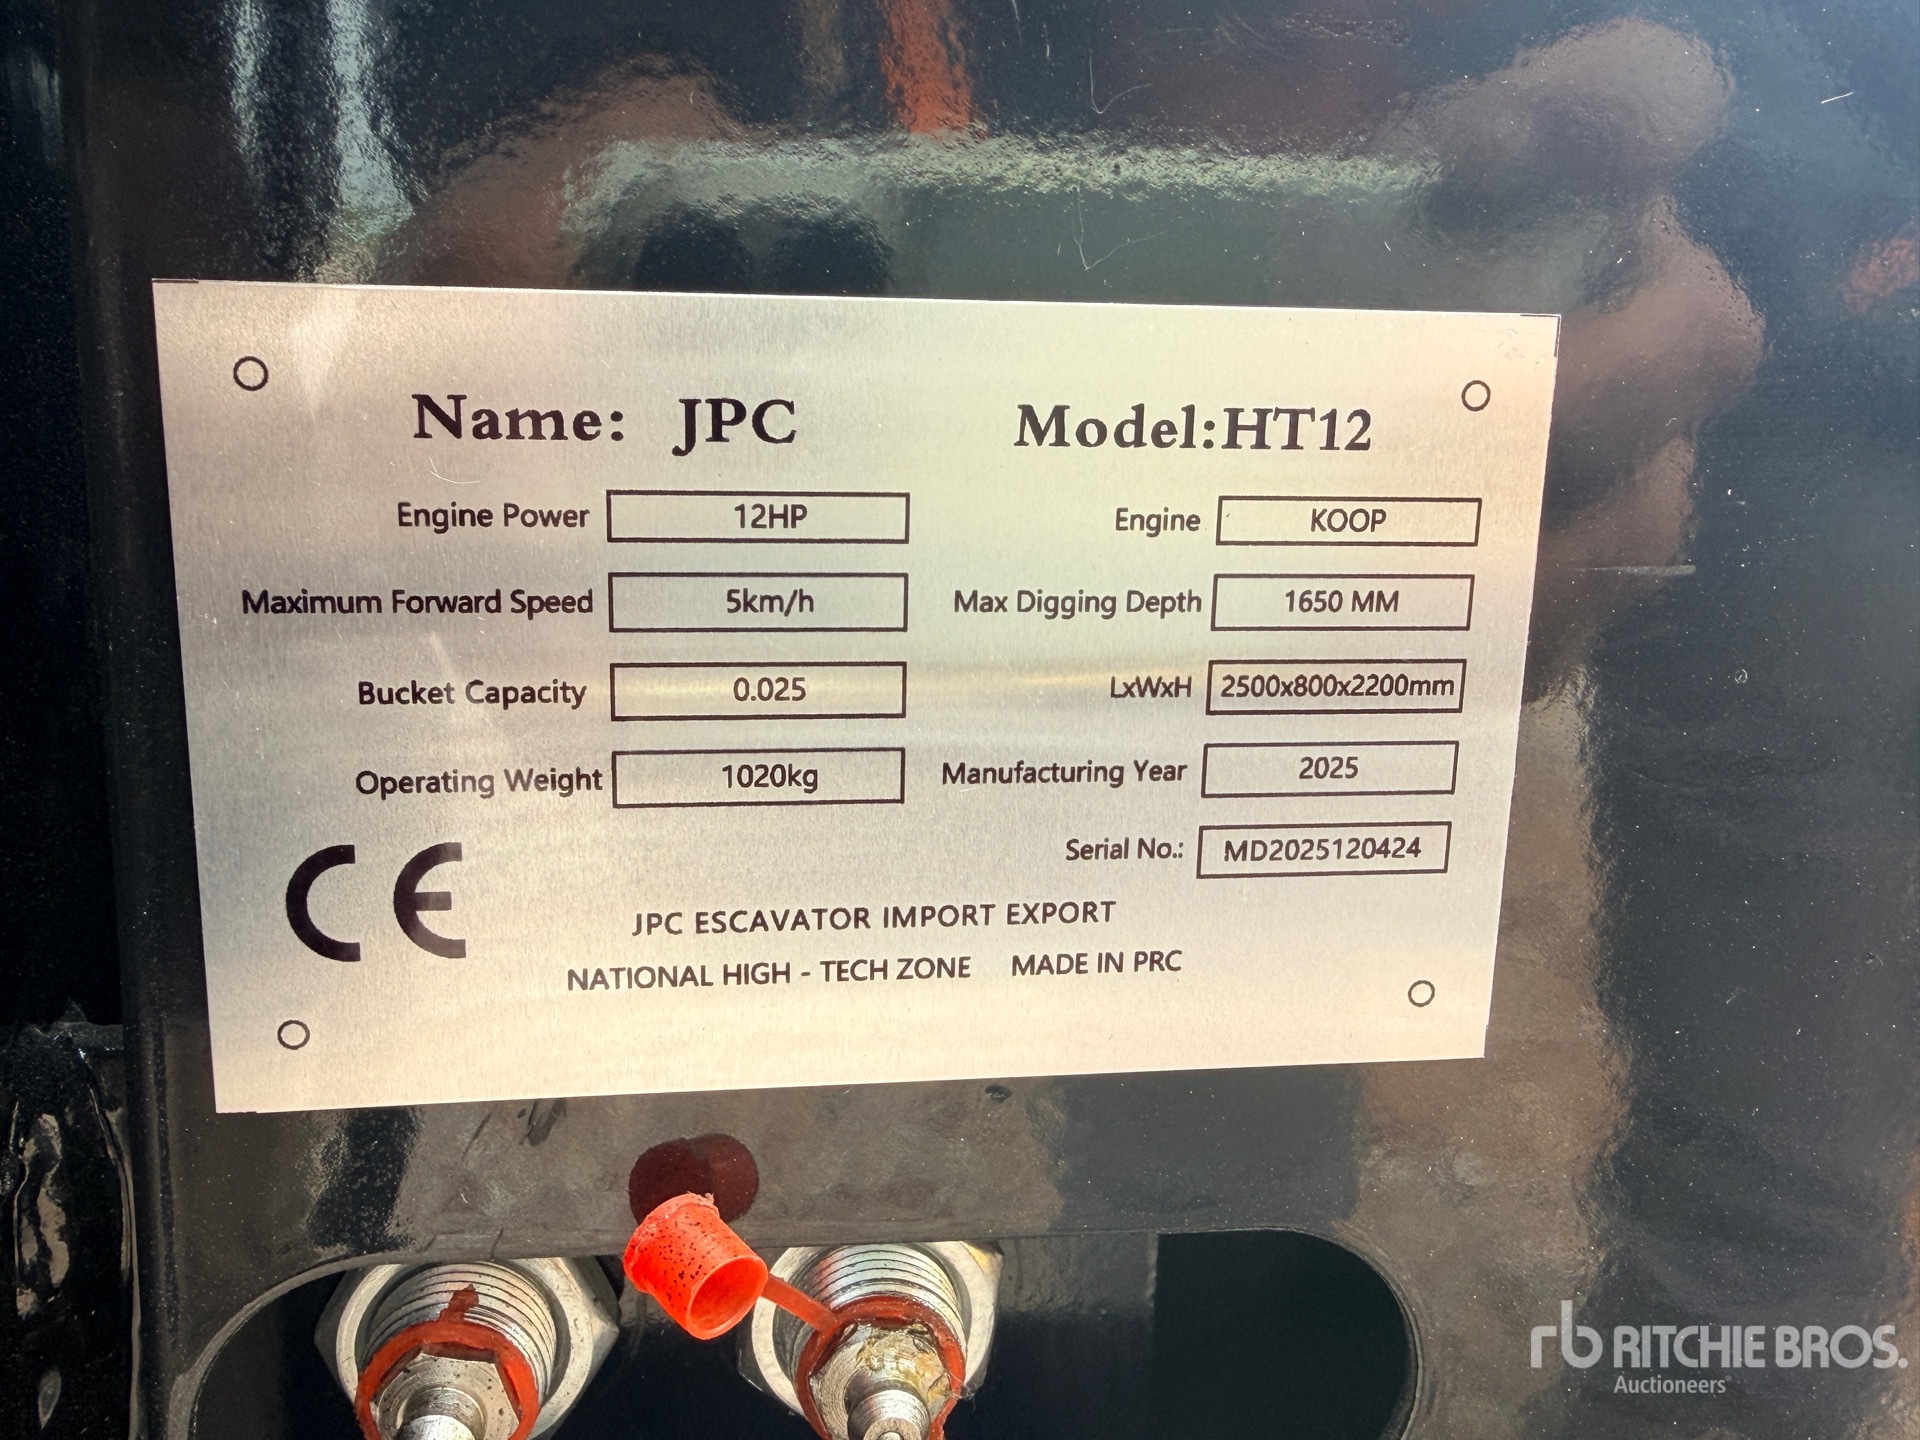 Name: JPC Model:HT12
Engine Power 12HP Engine KOOP
Maximum Forward Speed 5km/h Max Digging Depth 1650 MM
Bucket Capacity 0.025 LxWxH 2500x800x2200mm
Operating Weight 1020kg Manufacturing Year 2025
Serial No.: MD2025120424
CE
JPC ESCAVATOR IMPORT EXPORT
NATIONAL HIGH - TECH ZONE MADE IN PRC
rb RITCHIE BROS.
Auctioneers